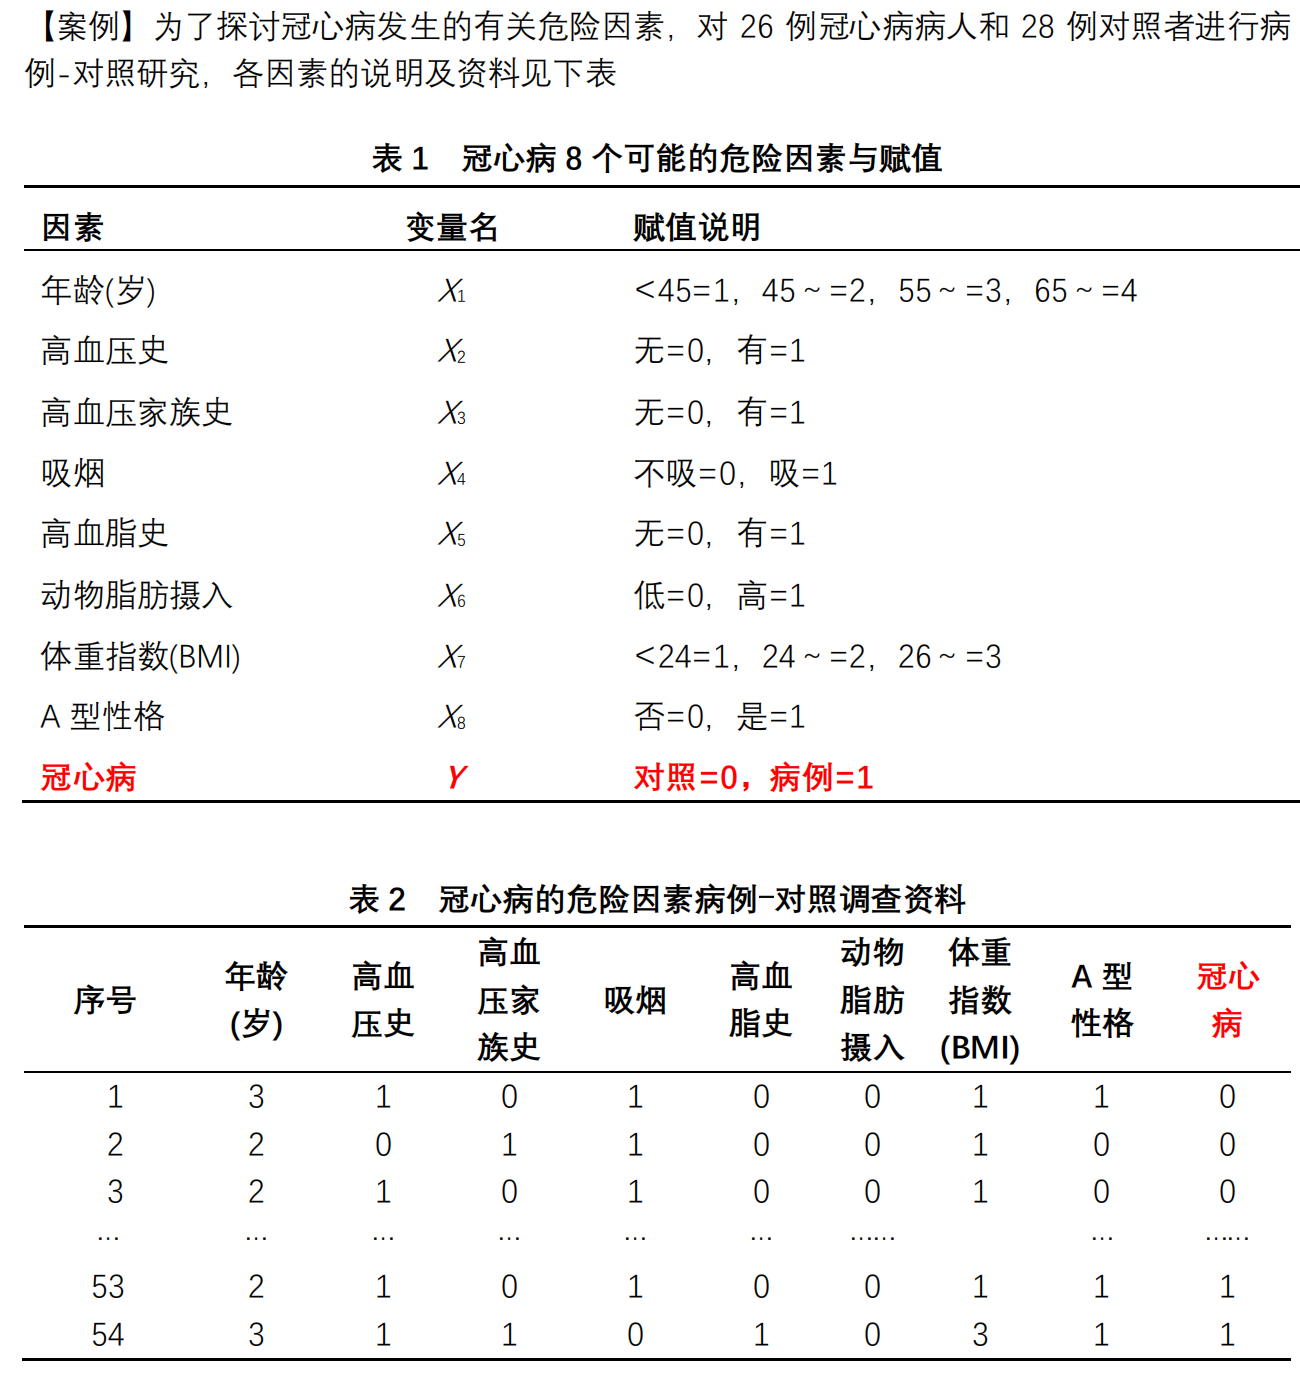 【案例】为了探讨冠心病发生的有关危险因素，对 26 例冠心病病人和 28 例对照者进行病
例-对照研究，各因素的说明及资料见下表
表 1 冠心病 8 个可能的危险因素与赋值
因素 变量名 赋值说明
年龄(岁) X1 <45=1，45～=2，55～=3，65～=4
高血压史 X2 无=0，有=1
高血压家族史 X3 无=0，有=1
吸烟 X4 不吸=0，吸=1
高血脂史 X5 无=0，有=1
动物脂肪摄入 X6 低=0，高=1
体重指数(BMI) X7 <24=1，24～=2，26～=3
A 型性格 X8 否=0，是=1
冠心病 Y 对照=0，病例=1
表 2 冠心病的危险因素病例-对照调查资料
序号 年龄(岁) 高血压史 高血压家族史 吸烟 高血脂史 动物脂肪摄入 体重指数(BMI) A 型性格 冠心病
1 3 1 0 1 0 0 1 1 0
2 2 0 1 1 0 0 1 0 0
3 2 1 0 1 0 0 1 0 0
… … … … … … …… … ……
53 2 1 0 1 0 0 1 1 1
54 3 1 1 0 1 0 3 1 1